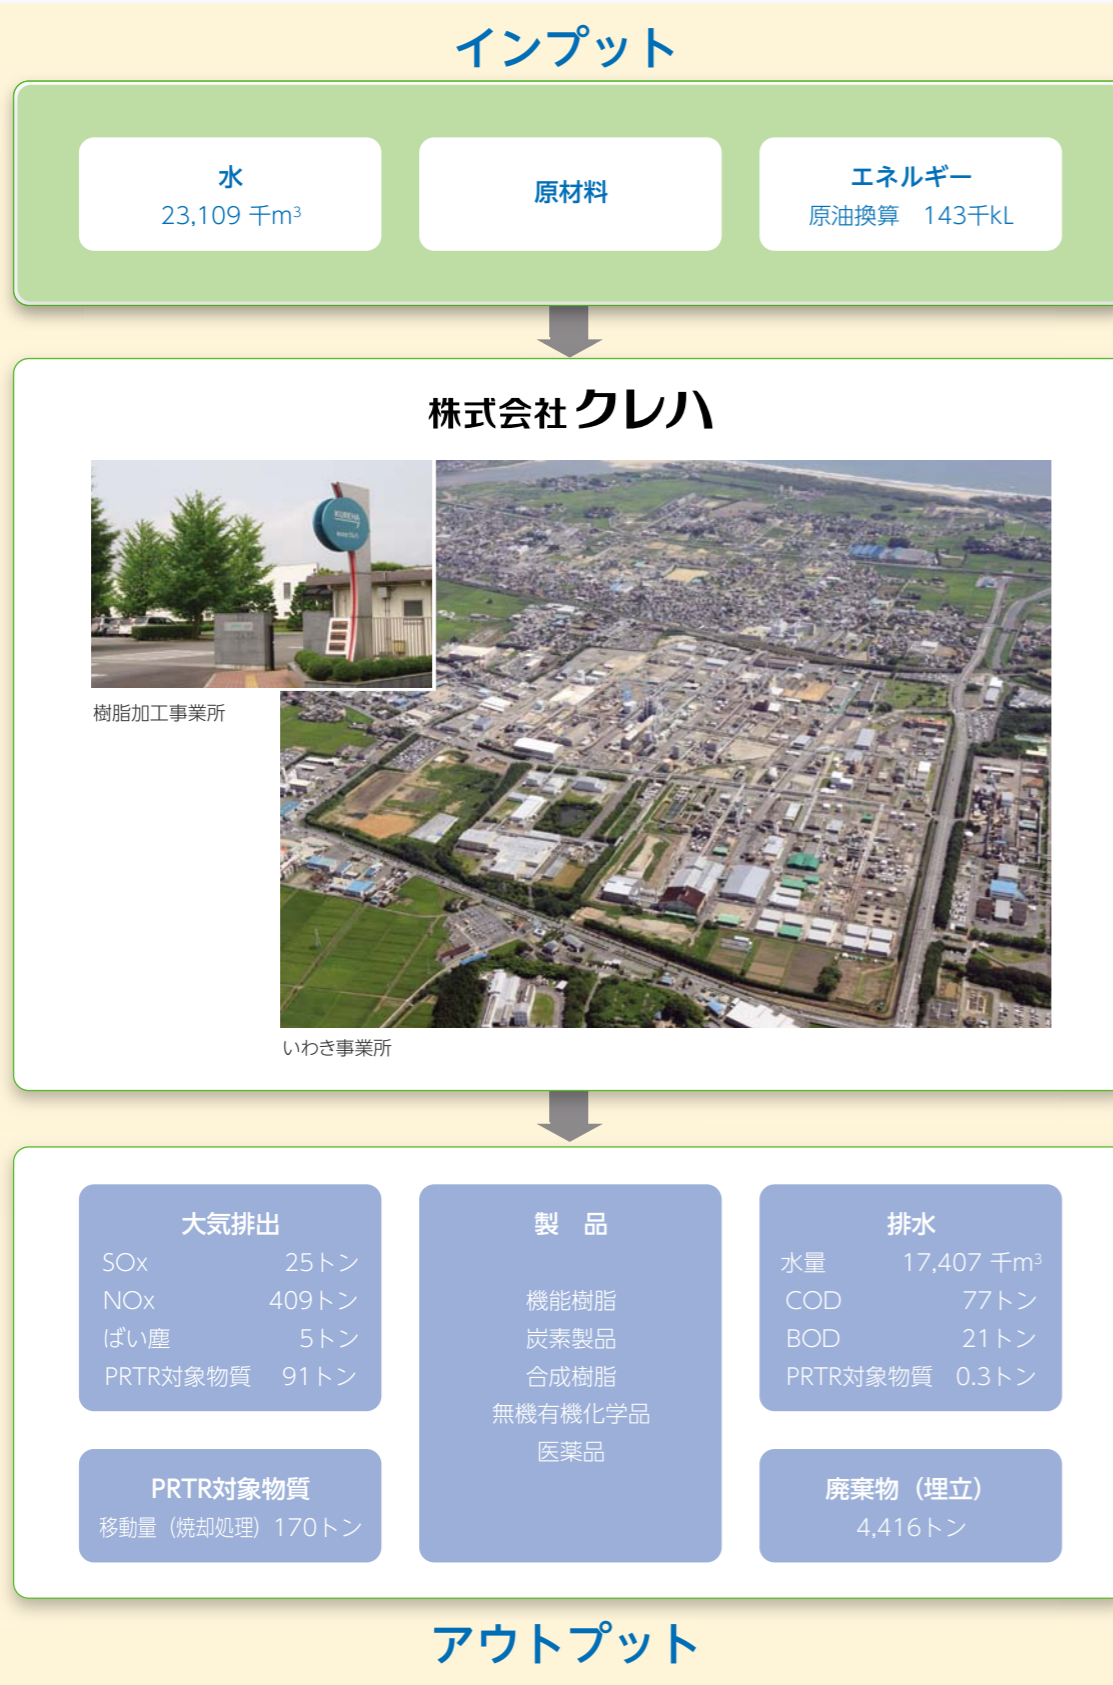 インプット
水
23,109 千m³
原材料
エネルギー
原油換算　143千kL
株式会社クレハ
KUREHA
樹脂加工事業所
いわき事業所
大気排出
SOx 25トン
NOx 409トン
ばい塵 5トン
PRTR対象物質 91トン
製　品
機能樹脂
炭素製品
合成樹脂
無機有機化学品
医薬品
排水
水量 17,407 千m³
COD 77トン
BOD 21トン
PRTR対象物質 0.3トン
PRTR対象物質
移動量（焼却処理）170トン
廃棄物（埋立）
4,416トン
アウトプット